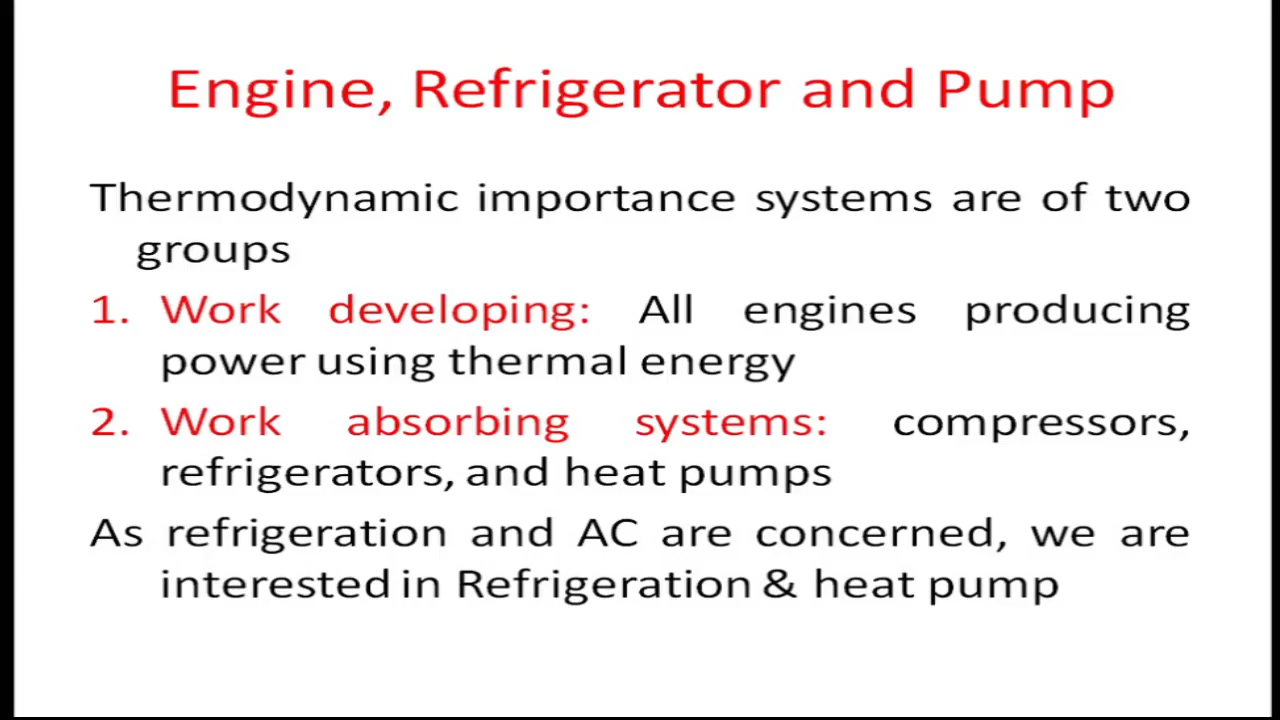 Engine, Refrigerator and Pump
Thermodynamic importance systems are of two
groups
1. Work developing: All engines producing
power using thermal energy
2. Work absorbing systems: compressors,
refrigerators, and heat pumps
As refrigeration and AC are concerned, we are
interested in Refrigeration & heat pump